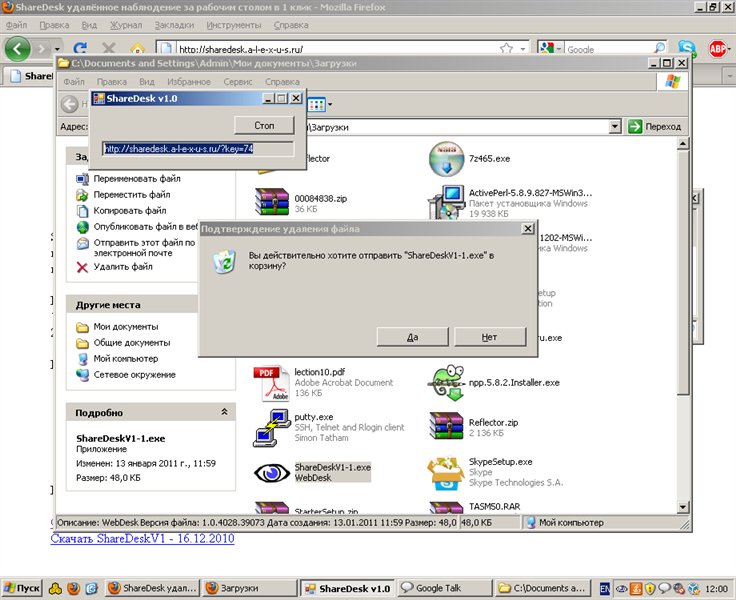 ShareDesk удалённое наблюдение за рабочим столом в 1 клик - Mozilla Firefox
Файл Правка Вид Журнал Закладки Инструменты Справка
http://sharedesk.a-l-e-x-u-s.ru/
Google
ABP
C:\Documents and Settings\Admin\Мои документы\Загрузки
Файл Правка Вид Избранное Сервис Справка
ShareDesk v1.0
Стоп
http://sharedesk.a-l-e-x-u-s.ru/?key=74
Адрес:
\Загрузки
Переход
Переименовать файл
Переместить файл
Копировать файл
Опубликовать файл в веб
Отправить этот файл по
электронной почте
Удалить файл
Другие места
Мои документы
Общие документы
Мой компьютер
Сетевое окружение
Подробно
ShareDeskV1-1.exe
Приложение
Изменен: 13 января 2011 г., 11:59
Размер: 48,0 КБ
7z465.exe
00084838.zip
36 КБ
ActivePerl-5.8.9.827-MSWin3...
Пакет установщика Windows
19 938 КБ
Подтверждение удаления файла
Вы действительно хотите отправить "ShareDeskV1-1.exe" в
корзину?
Да
Нет
1202-MSWi...
Windows
etup
ation
ru.exe
lection10.pdf
Adobe Acrobat Document
136 КБ
PDF
Adobe
npp.5.8.2.Installer.exe
putty.exe
SSH, Telnet and Rlogin client
Simon Tatham
Reflector.zip
2 136 КБ
ShareDeskV1-1.exe
WebDesk
SkypeSetup.exe
Skype
Skype Technologies S.A.
StarterSetup.zip
TASM50.RAR
Описание: WebDesk Версия файла: 1.0.4028.39073 Дата создания: 13.01.2011 11:59 Размер: 48,0
48,0 КБ
Мой компьютер
Скачать ShareDeskV1 - 16.12.2010
Пуск
ShareDesk удал...
Загрузки
ShareDesk v1.0
Google Talk
C:\Documents a...
EN
12:00